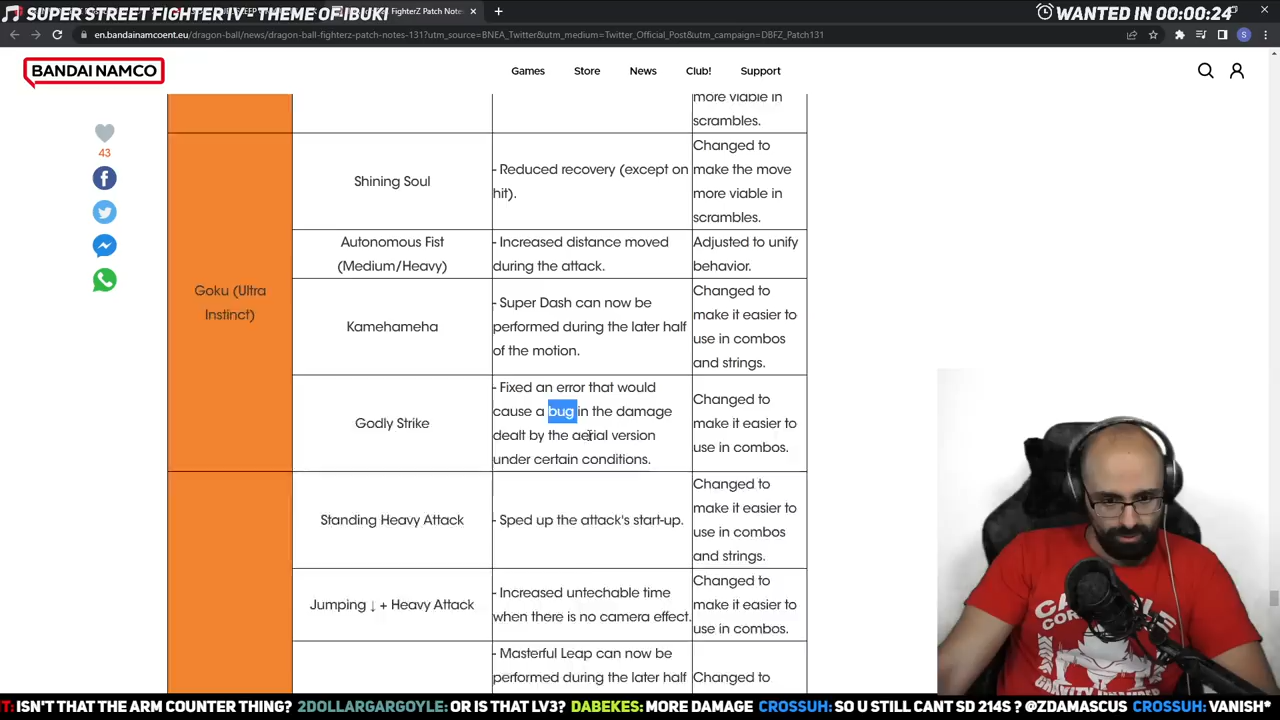 SUPER STREET FIGHTER IV - THEME OF IBUKI
FighterZ Patch Note
WANTED IN 00:00:24
en.bandainamcoent.eu/dragon-ball/news/dragon-ball-fighterz-patch-notes-131?utm_source=BNEA_Twitter&utm_medium=Twitter_Official_Post&utm_campaign=DBFZ_Patch131
S
BANDAI NAMCO
Games
Store
News
Club!
Support
43
more viable in
scrambles.
Goku (Ultra
Instinct)
Shining Soul
- Reduced recovery (except on
hit).
Changed to
make the move
more viable in
scrambles.
Autonomous Fist
(Medium/Heavy)
- Increased distance moved
during the attack.
Adjusted to unify
behavior.
Kamehameha
- Super Dash can now be
performed during the later half
of the motion.
Changed to
make it easier to
use in combos
and strings.
Godly Strike
- Fixed an error that would
cause a bug in the damage
dealt by the aerial version
under certain conditions.
Changed to
make it easier to
use in combos.
Standing Heavy Attack
- Sped up the attack's start-up.
Changed to
make it easier to
use in combos
and strings.
Jumping ↓ + Heavy Attack
- Increased untechable time
when there is no camera effect.
Changed to
make it easier to
use in combos.
- Masterful Leap can now be
performed during the later half
Changed to
T: ISN'T THAT THE ARM COUNTER THING? 2DOLLARGARGOYLE: OR IS THAT LV3? DABEKES: MORE DAMAGE CROSSUH: SO U STILL CANT SD 214S ? @ZDAMASCUS CROSSUH: VANISH*